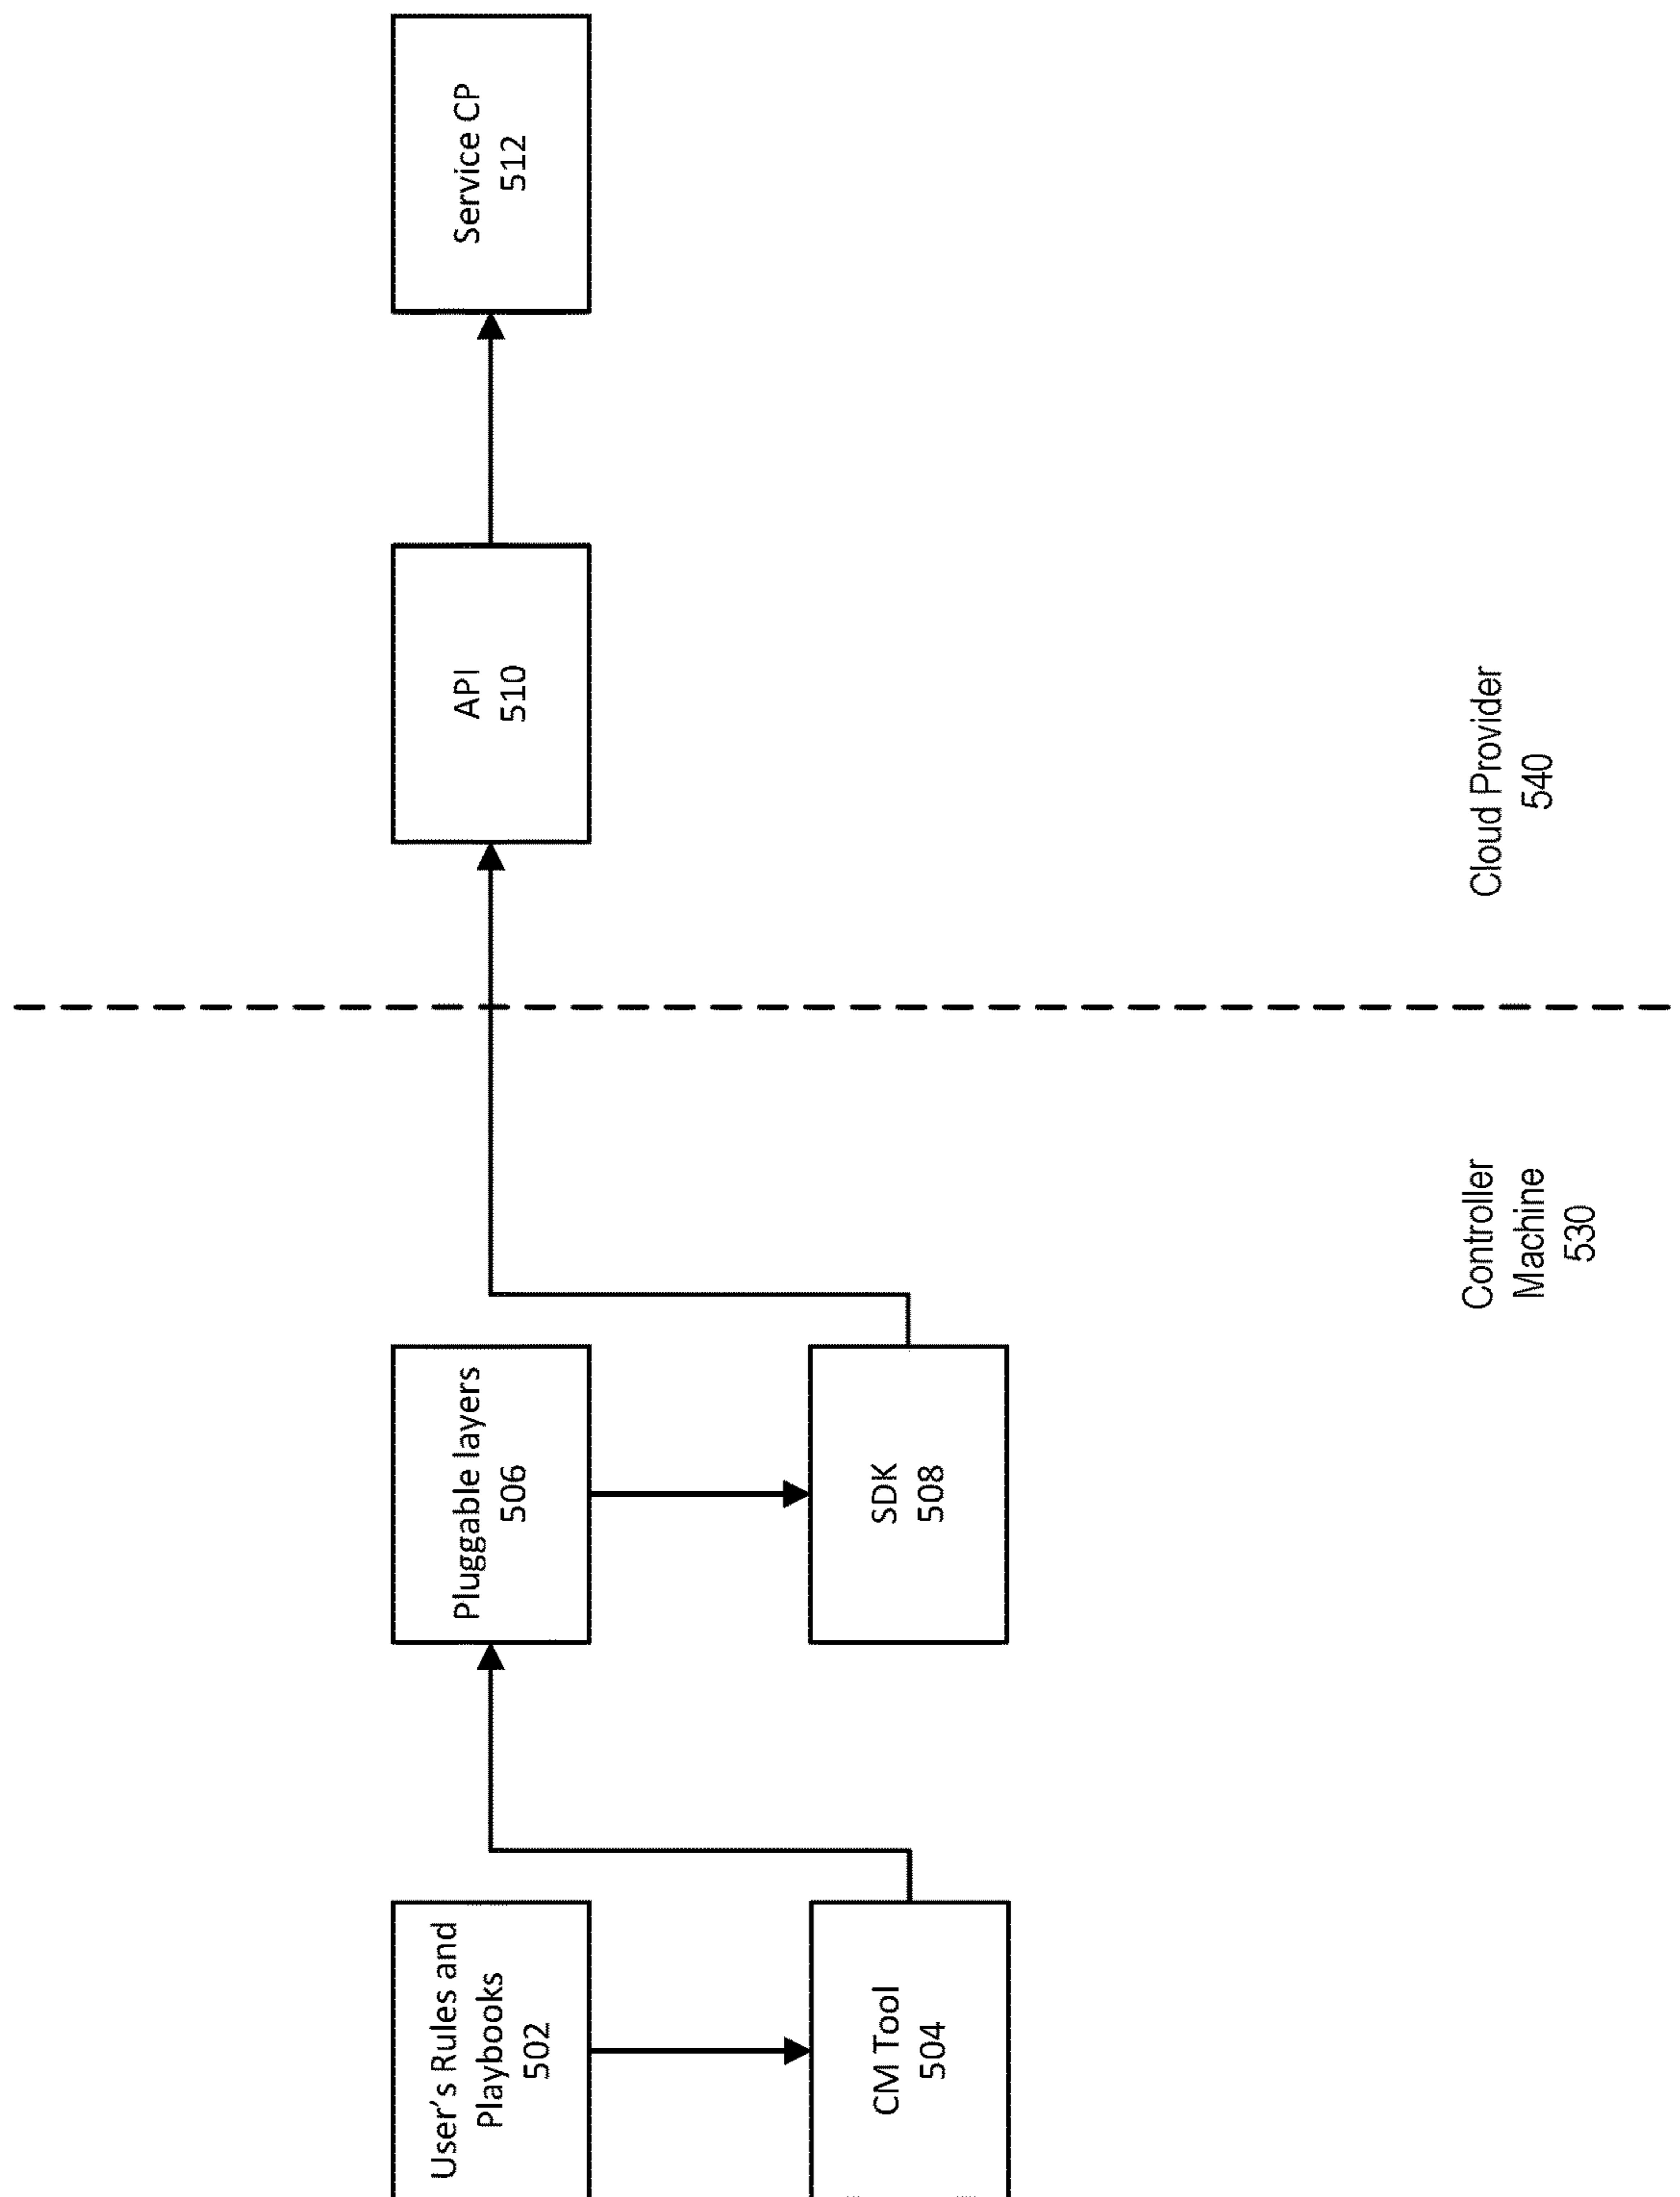 User's Rules and
Playbooks
502
CM Tool
504
Pluggable layers
506
SDK
508
API
510
Service CP
512
Controller
Machine
530
Cloud Provider
540